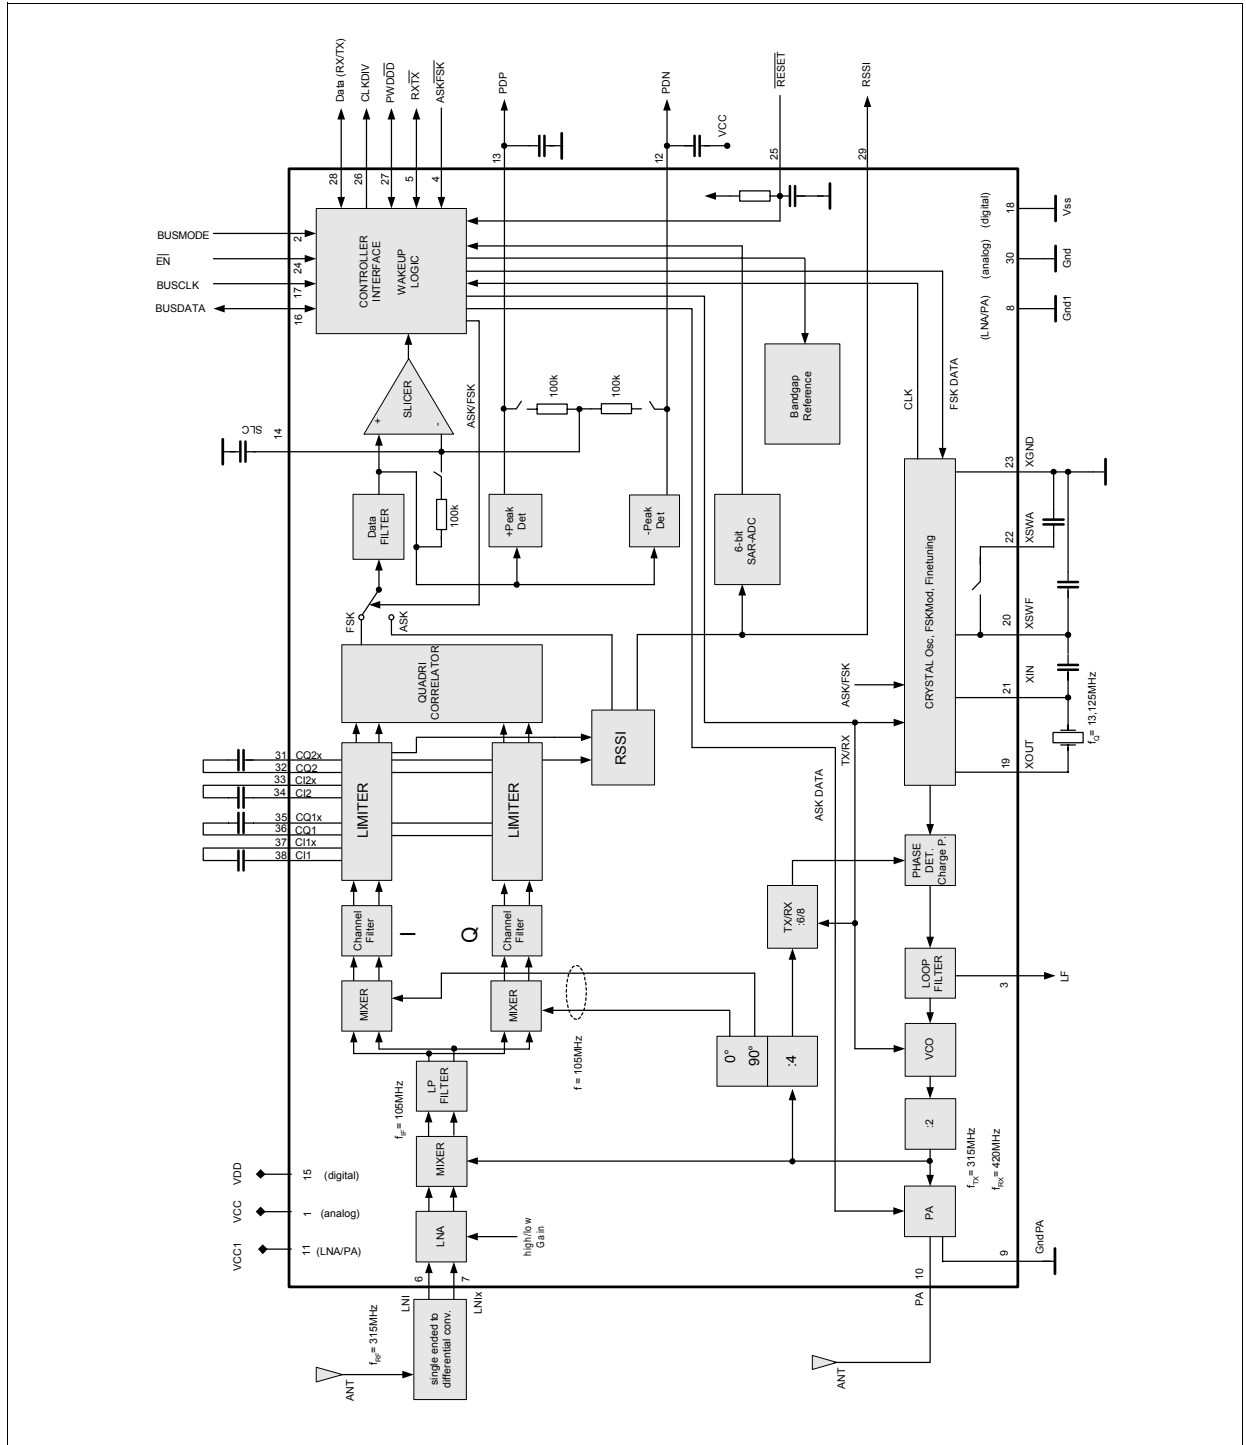 Data (RX/TX)
CLKDIV
PWDDD
RXTX
ASKFSK
PDP
PDN
RESET
RSSI
28
26
27
5
4
13
12
VCC
25
29
BUSMODE
2
EN
24
BUSCLK
17
BUSDATA
16
CONTROLLER
INTERFACE
WAKEUP
LOGIC
(digital)
18
Vss
(analog)
30
Gnd
(LNA/PA)
8
Gnd1
SLICER
+
-
ASK/FSK
100k
100k
Bandgap
Reference
CLK
FSK DATA
SLC
14
Data
FILTER
100k
+Peak
Det
-Peak
Det
6-bit
SAR-ADC
23
XGND
22
XSWA
20
XSWF
21
XIN
19
XOUT
fQ= 13,125MHz
CRYSTAL Osc, FSKMod, Finetuning
FSK
ASK
QUADRI
CORRELATOR
RSSI
ASK/FSK
TX/RX
ASK DATA
31 CQ2x
32 CQ2
33 CI2x
34 CI2
35 CQ1x
36 CQ1
37 CI1x
38 CI1
LIMITER
LIMITER
Channel
Filter
I
Q
Channel
Filter
MIXER
MIXER
f = 105MHz
TX/RX
:6/8
PHASE
DET.
Charge P.
LOOP
FILTER
3
LF
VCO
:2
0°
90°
:4
LP
FILTER
fIF= 105MHz
MIXER
LNA
high/low
Gain
fTX= 315MHz
fRX= 420MHz
PA
VDD
15 (digital)
VCC
1 (analog)
VCC1
11 (LNA/PA)
LNI
6
7
LNIx
single ended to
differential conv.
fRF= 315MHz
ANT
PA
10
9
GndPA
ANT